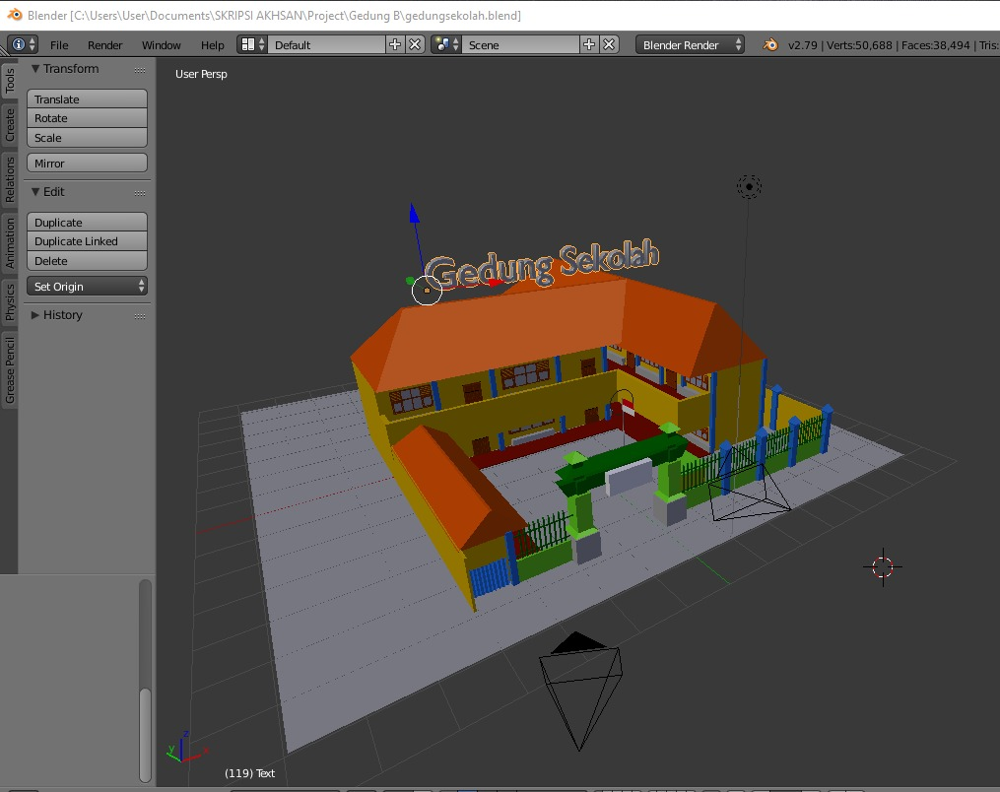 Blender [C:\Users\User\Documents\SKRIPSI AKHSAN\Project\Gedung B\gedungsekolah.blend]
File Render Window Help Default Scene Blender Render v2.79 | Verts:50,688 | Faces:38,494 | Tris:
Tools
Create
Relations
Animation
Physics
Grease Pencil
Transform
Translate
Rotate
Scale
Mirror
Edit
Duplicate
Duplicate Linked
Delete
Set Origin
History
User Persp
Gedung Sekolah
z
y
x
(119) Text